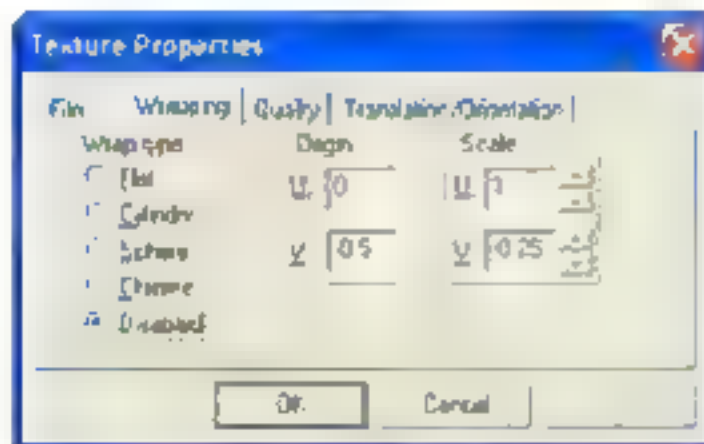 Texture Properties
File Wrapping Quality Translation/Orientation
Wrap type Origin Scale
Flat U 0 U 1
Cylinder
Sphere V 0.5 V -0.25
Chrome
Disabled
OK Cancel